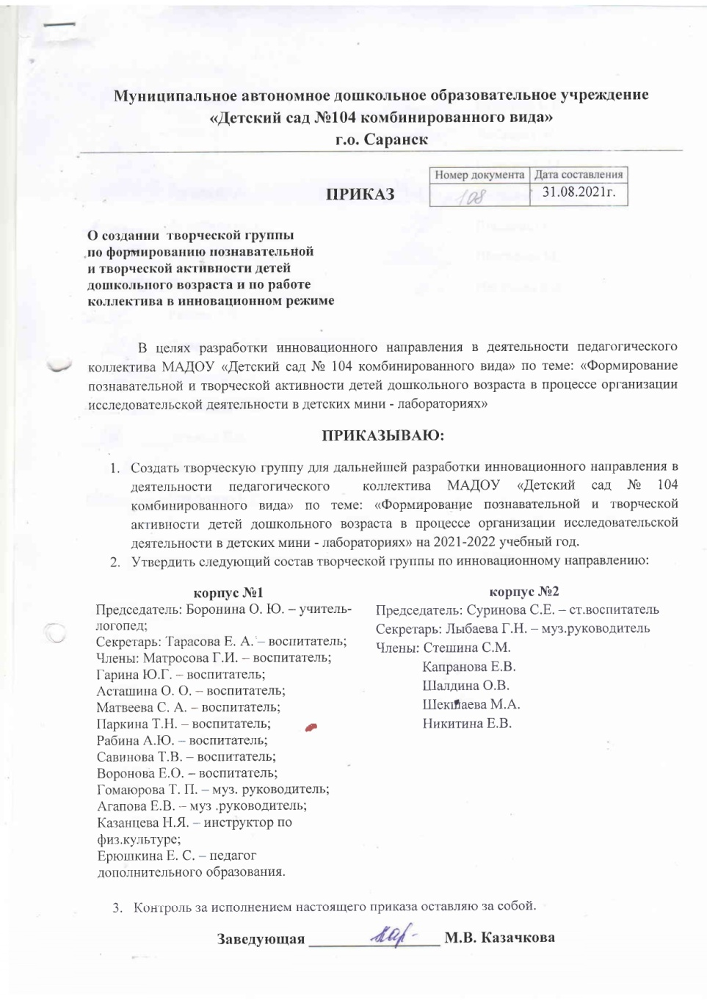 Муниципальное автономное дошкольное образовательное учреждение
«Детский сад №104 комбинированного вида»
г.о. Саранск
Номер документа Дата составления
ПРИКАЗ 108 31.08.2021г.
О создании творческой группы
по формированию познавательной
и творческой активности детей
дошкольного возраста и по работе
коллектива в инновационном режиме
В целях разработки инновационного направления в деятельности педагогического
коллектива МАДОУ «Детский сад № 104 комбинированного вида» по теме: «Формирование
познавательной и творческой активности детей дошкольного возраста в процессе организации
исследовательской деятельности в детских мини - лабораториях»
ПРИКАЗЫВАЮ:
1. Создать творческую группу для дальнейшей разработки инновационного направления в
деятельности педагогического коллектива МАДОУ «Детский сад № 104
комбинированного вида» по теме: «Формирование познавательной и творческой
активности детей дошкольного возраста в процессе организации исследовательской
деятельности в детских мини - лабораториях» на 2021-2022 учебный год.
2. Утвердить следующий состав творческой группы по инновационному направлению:
корпус №1
Председатель: Боронина О. Ю. – учитель-
логопед;
Секретарь: Тарасова Е. А. – воспитатель;
Члены: Матросова Г.И. – воспитатель;
Гарина Ю.Г. – воспитатель;
Асташина О. О. – воспитатель;
Матвеева С. А. – воспитатель;
Паркина Т.Н. – воспитатель;
Рабина А.Ю. – воспитатель;
Савинова Т.В. – воспитатель;
Воронова Е.О. – воспитатель;
Гомаюрова Т. П. – муз. руководитель;
Агапова Е.В. – муз .руководитель;
Казанцева Н.Я. – инструктор по
физ.культуре;
Ерюшкина Е. С. – педагог
дополнительного образования.
корпус №2
Председатель: Суринова С.Е. – ст.воспитатель
Секретарь: Лыбаева Г.Н. – муз.руководитель
Члены: Стешина С.М.
Капранова Е.В.
Шалдина О.В.
Шекшаева М.А.
Никитина Е.В.
3. Контроль за исполнением настоящего приказа оставляю за собой.
Заведующая ________________ М.В. Казачкова